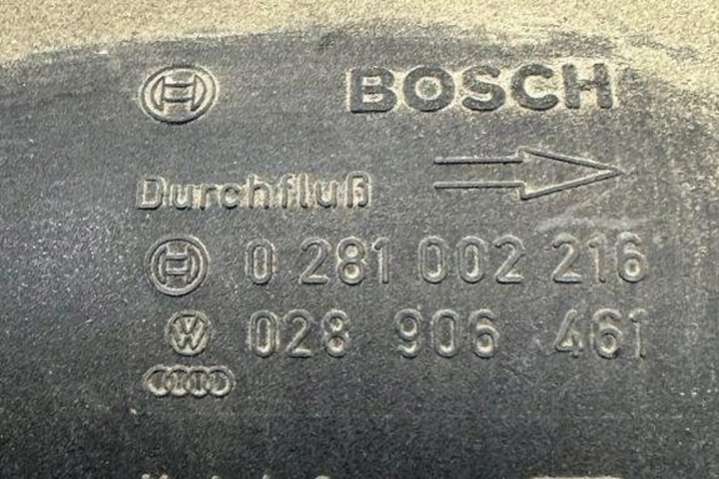 BOSCH
Durchfluß
0 281 002 216
028 906 461